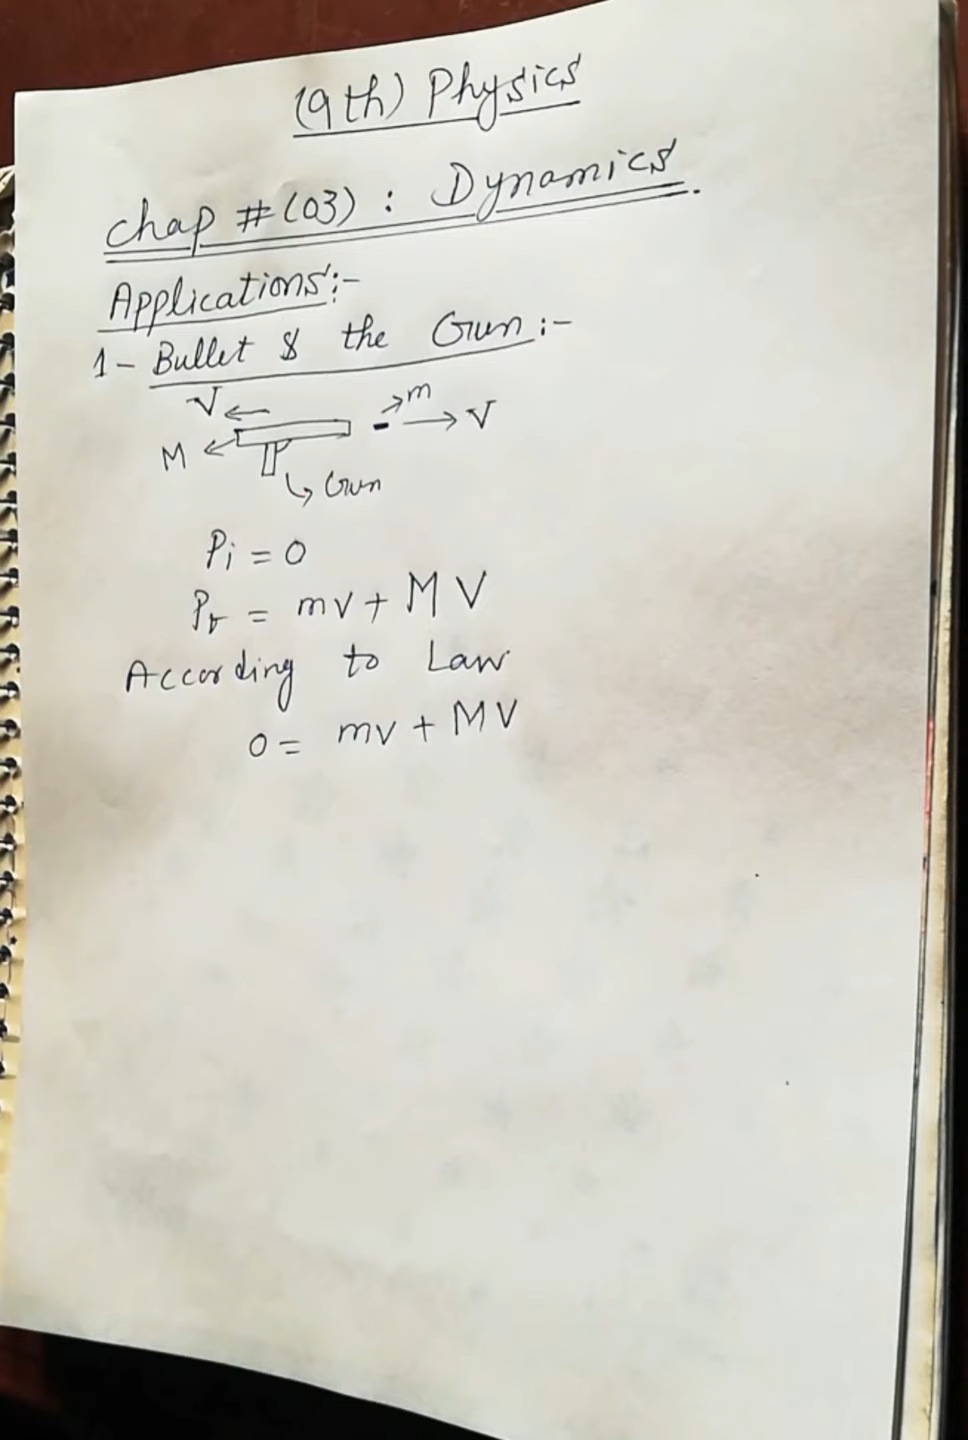 (9th) Physics
Chap # (03) : Dynamics.
Applications:-
1- Bullet & the Gun :-
V m V
M
Gun
Pi = 0
Pf = mv + MV
According to Law
0 = mv + MV